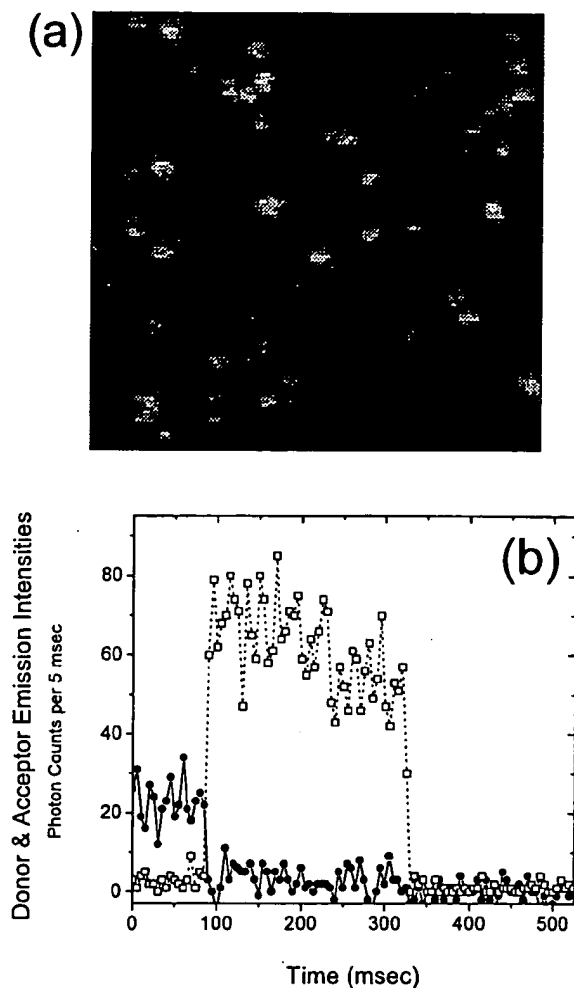 (a)
(b)
Donor & Acceptor Emission Intensities
Photon Counts per 5 msec
80
60
40
20
0
0 100 200 300 400 500
Time (msec)